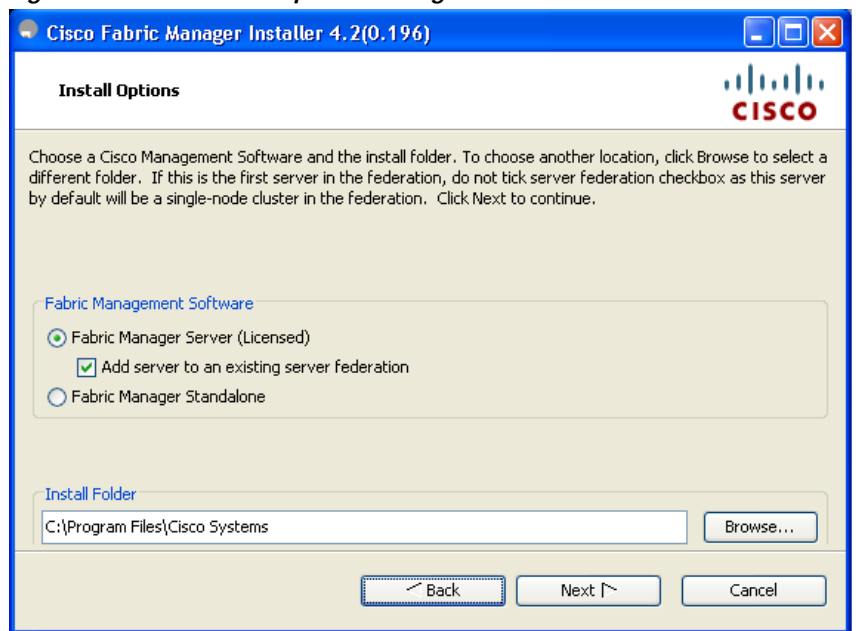 Cisco Fabric Manager Installer 4.2(0.196)
Install Options
CISCO
Choose a Cisco Management Software and the install folder. To choose another location, click Browse to select a
different folder. If this is the first server in the federation, do not tick server federation checkbox as this server
by default will be a single-node cluster in the federation. Click Next to continue.
Fabric Management Software
Fabric Manager Server (Licensed)
Add server to an existing server federation
Fabric Manager Standalone
Install Folder
C:\Program Files\Cisco Systems
Browse...
Back
Next
Cancel